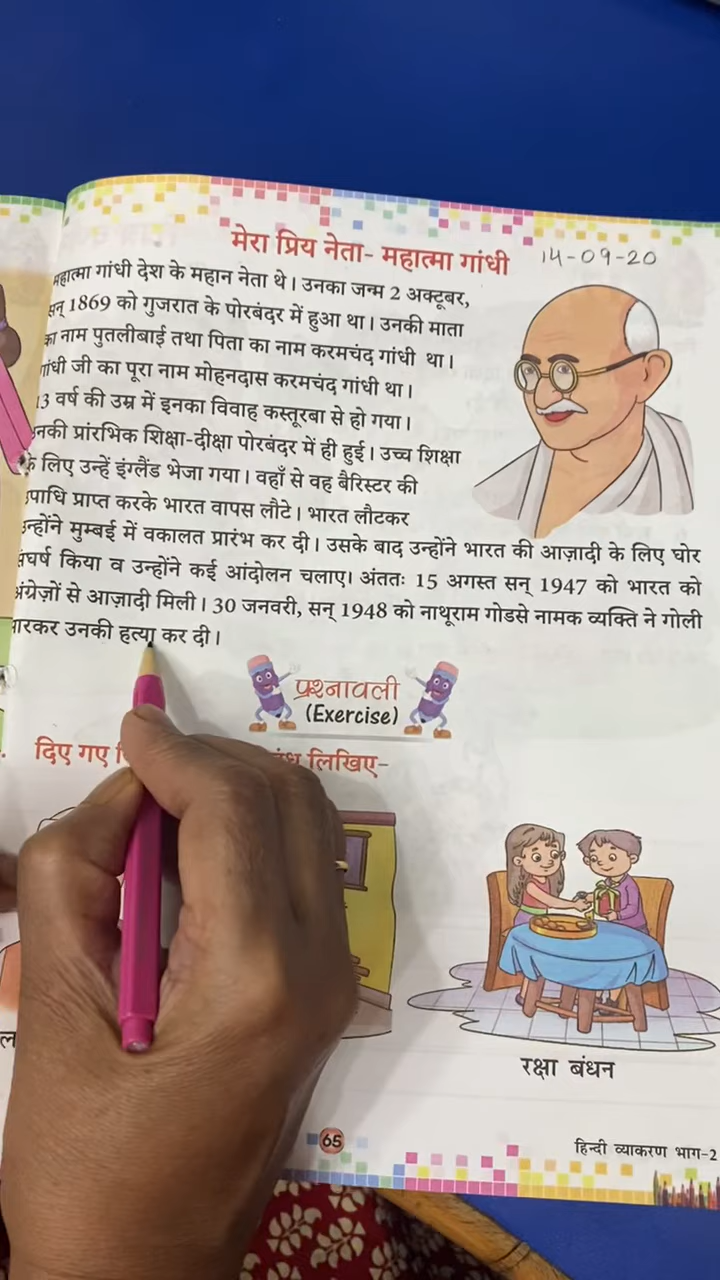 मेरा प्रिय नेता- महात्मा गांधी
14-09-20
महात्मा गांधी देश के महान नेता थे। उनका जन्म 2 अक्टूबर,
सन् 1869 को गुजरात के पोरबंदर में हुआ था। उनकी माता
का नाम पुतलीबाई तथा पिता का नाम करमचंद गांधी था।
गांधी जी का पूरा नाम मोहनदास करमचंद गांधी था।
13 वर्ष की उम्र में इनका विवाह कस्तूरबा से हो गया।
उनकी प्रांरभिक शिक्षा-दीक्षा पोरबंदर में ही हुई। उच्च शिक्षा
के लिए उन्हें इंग्लैंड भेजा गया। वहाँ से वह बैरिस्टर की
उपाधि प्राप्त करके भारत वापस लौटे। भारत लौटकर
उन्होंने मुम्बई में वकालत प्रारंभ कर दी। उसके बाद उन्होंने भारत की आज़ादी के लिए घोर
संघर्ष किया व उन्होंने कई आंदोलन चलाए। अंततः 15 अगस्त सन् 1947 को भारत को
अंग्रेज़ों से आज़ादी मिली। 30 जनवरी, सन् 1948 को नाथूराम गोडसे नामक व्यक्ति ने गोली
मारकर उनकी हत्या कर दी।
प्रश्नावली
(Exercise)
दिए गए लिखिए-
रक्षा बंधन
65
हिन्दी व्याकरण भाग-2